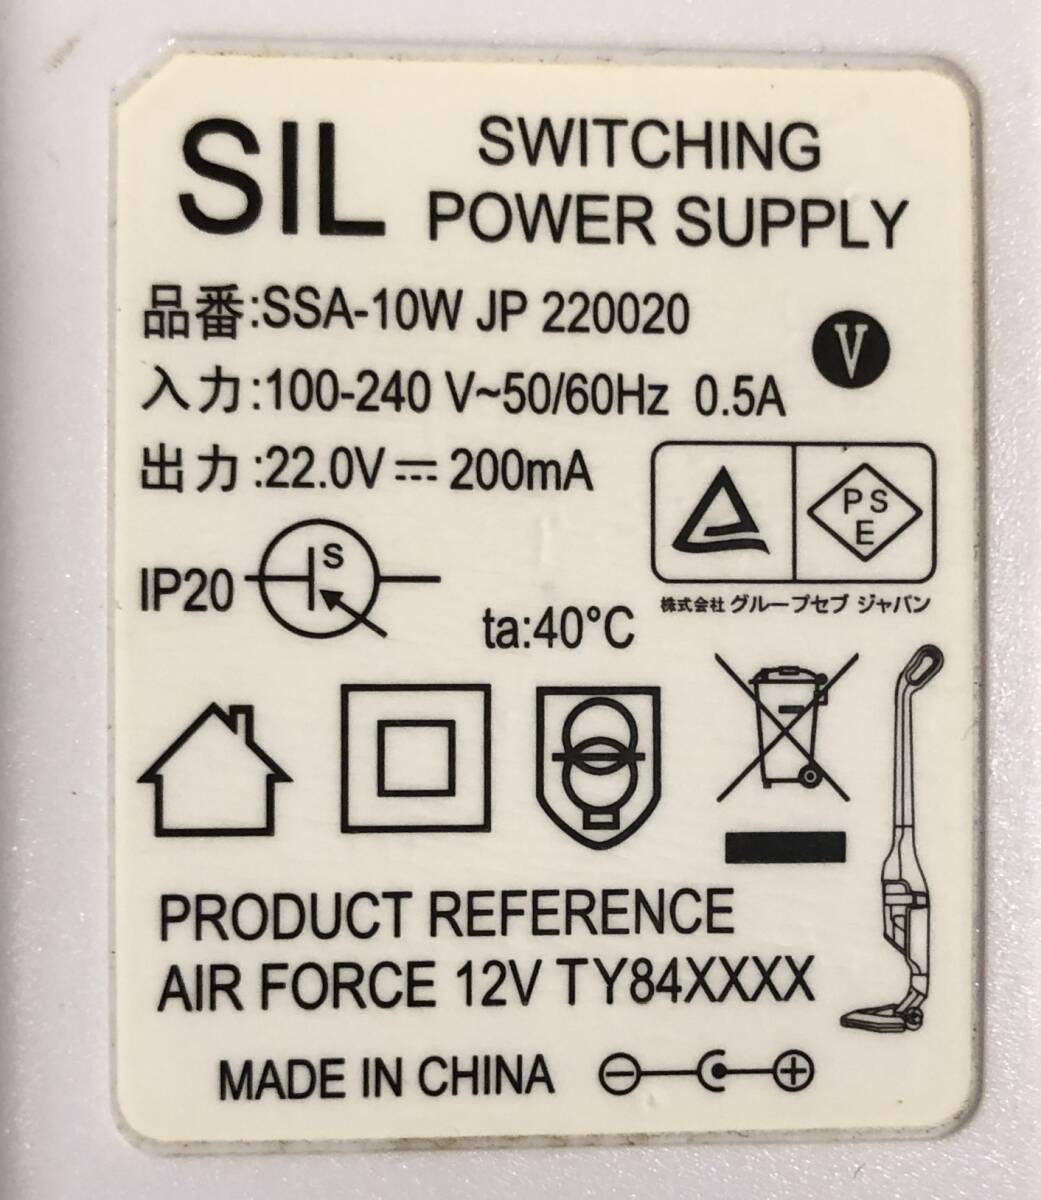 SIL
SWITCHING
POWER SUPPLY
品番:SSA-10W JP 220020
V
入力:100-240 V~50/60Hz 0.5A
出力:22.0V⎓200mA
PS
E
株式会社 グループセブ ジャパン
IP20
S
ta:40°C
PRODUCT REFERENCE
AIR FORCE 12V TY84XXXX
MADE IN CHINA